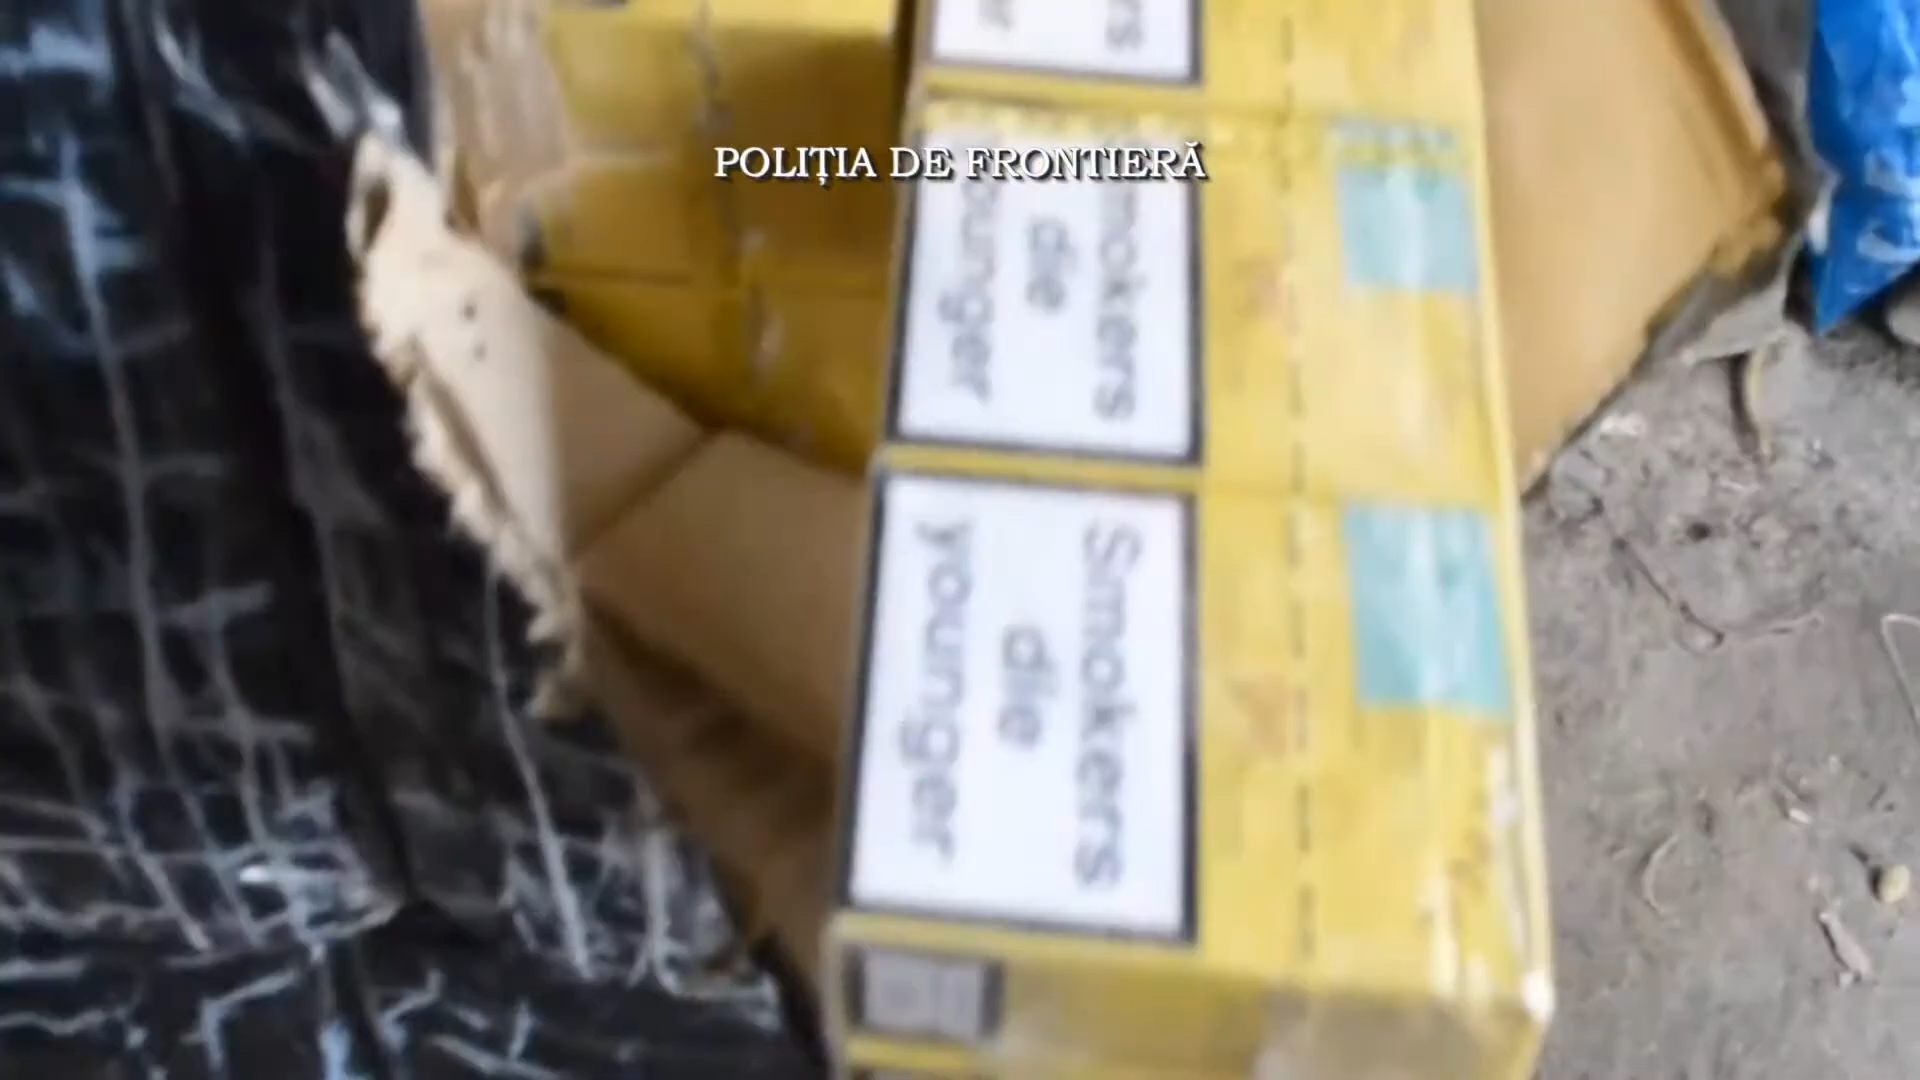 POLIȚIA DE FRONTIERĂ
Smokers
die
younger
Smokers
die
younger